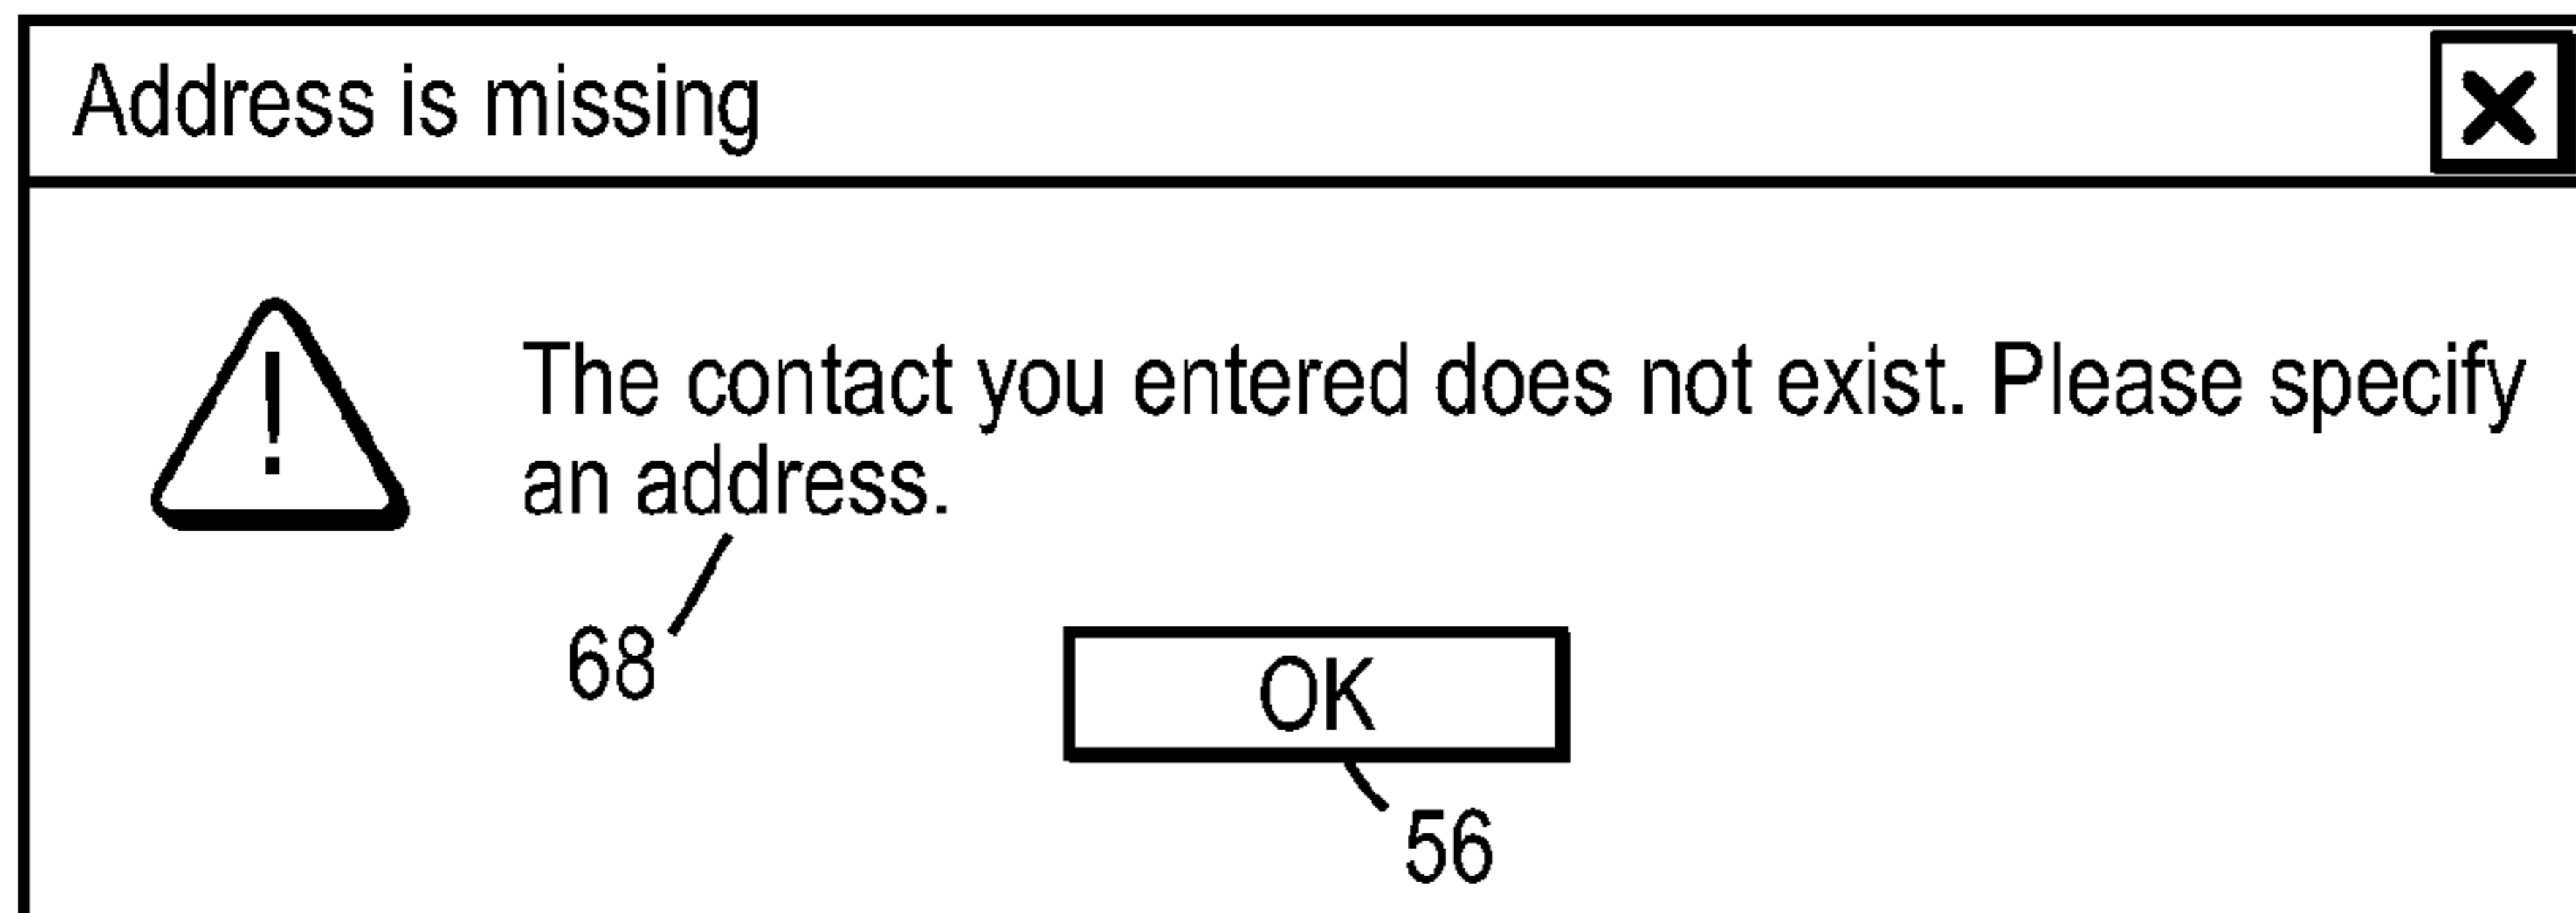 Address is missing
The contact you entered does not exist. Please specify
an address.
68
OK
56